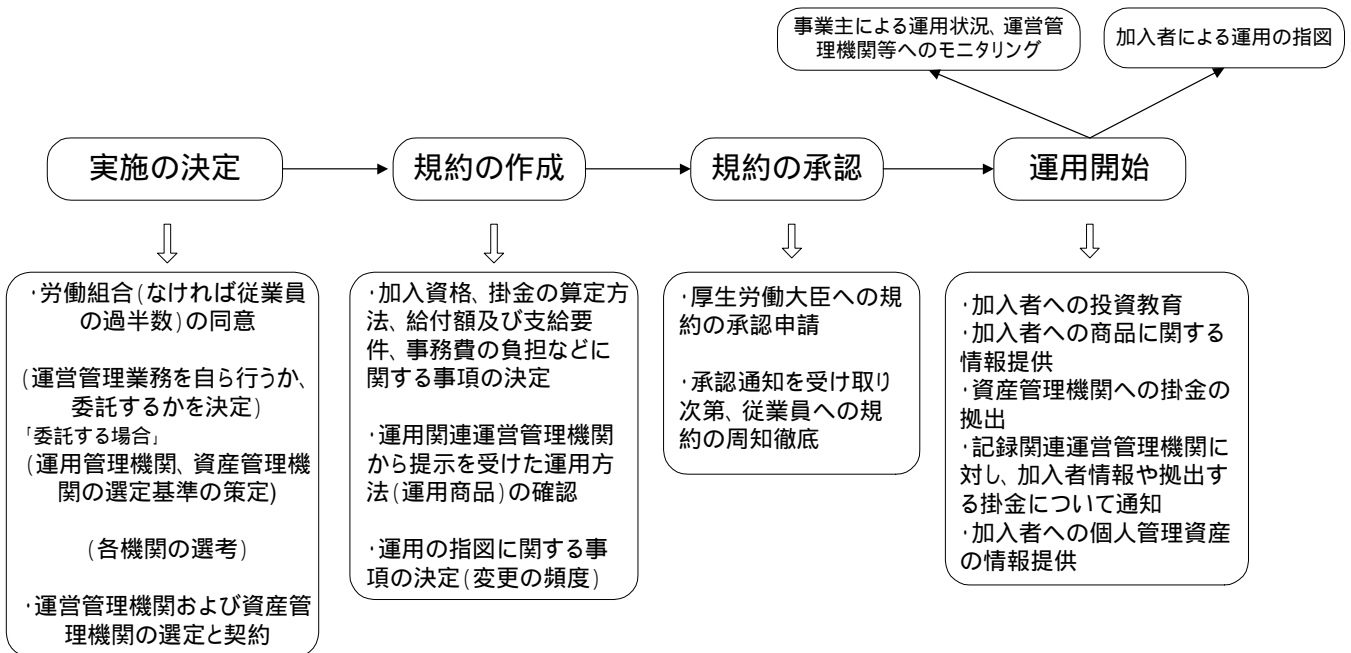 事業主による運用状況、運営管
理機関等へのモニタリング
加入者による運用の指図
実施の決定
規約の作成
規約の承認
運用開始
・労働組合(なければ従業員
の過半数)の同意
(運営管理業務を自ら行うか、
委託するかを決定)
「委託する場合」
(運用管理機関、資産管理機
関の選定基準の策定)
(各機関の選考)
・運営管理機関および資産管
理機関の選定と契約
・加入資格、掛金の算定方
法、給付額及び支給要
件、事務費の負担などに
関する事項の決定
・運用関連運営管理機関
から提示を受けた運用方
法(運用商品)の確認
・運用の指図に関する事
項の決定(変更の頻度)
・厚生労働大臣への規
約の承認申請
・承認通知を受け取り
次第、従業員への規
約の周知徹底
・加入者への投資教育
・加入者への商品に関する
情報提供
・資産管理機関への掛金の
拠出
・記録関連運営管理機関に
対し、加入者情報や拠出す
る掛金について通知
・加入者への個人管理資産
の情報提供